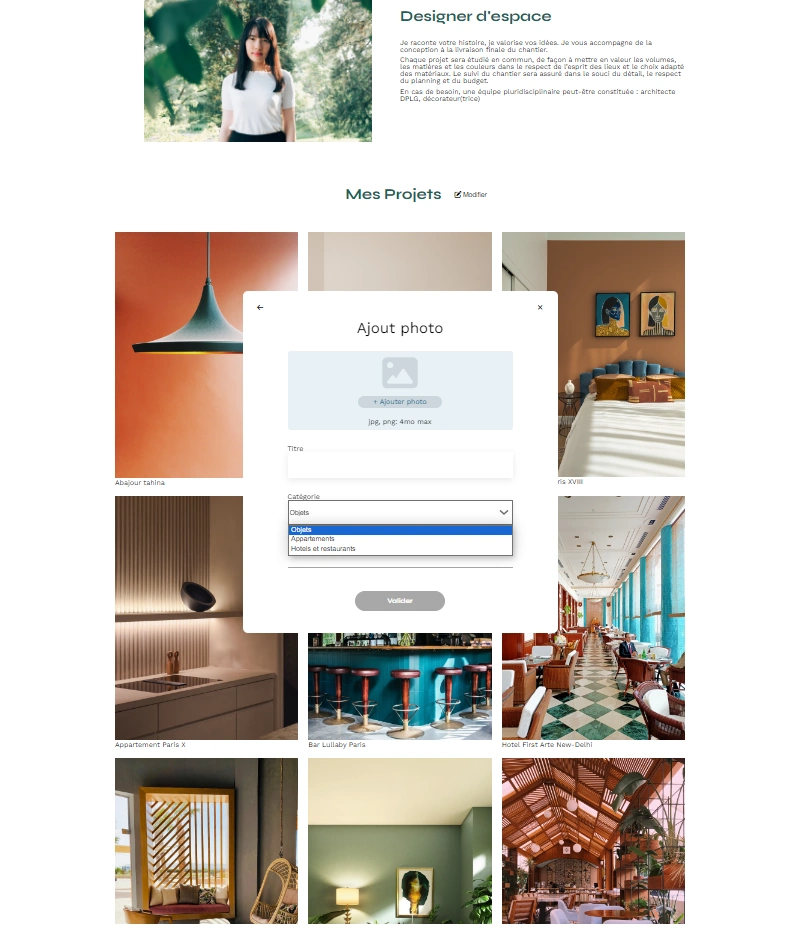 Designer d'espace
Je raconte votre histoire, je valorise vos idées. Je vous accompagne de la
conception à la livraison finale du chantier.
Chaque projet sera étudié en commun, de façon à mettre en valeur les volumes,
les matières et les couleurs dans le respect de l'esprit des lieux et le choix adapté
des matériaux. Le suivi du chantier sera assuré dans le souci du détail, le respect
du planning et du budget.
En cas de besoin, une équipe pluridisciplinaire peut-être constituée : architecte
DPLG, décorateur(trice)
Mes Projets
Modifier
Ajout photo
+ Ajouter photo
jpg, png: 4mo max
Titre
Catégorie
Objets
Objets
Appartements
Hotels et restaurants
Valider
Abajour tahina
ris XVIII
Appartement Paris X
Bar Lullaby Paris
Hotel First Arte New-Delhi